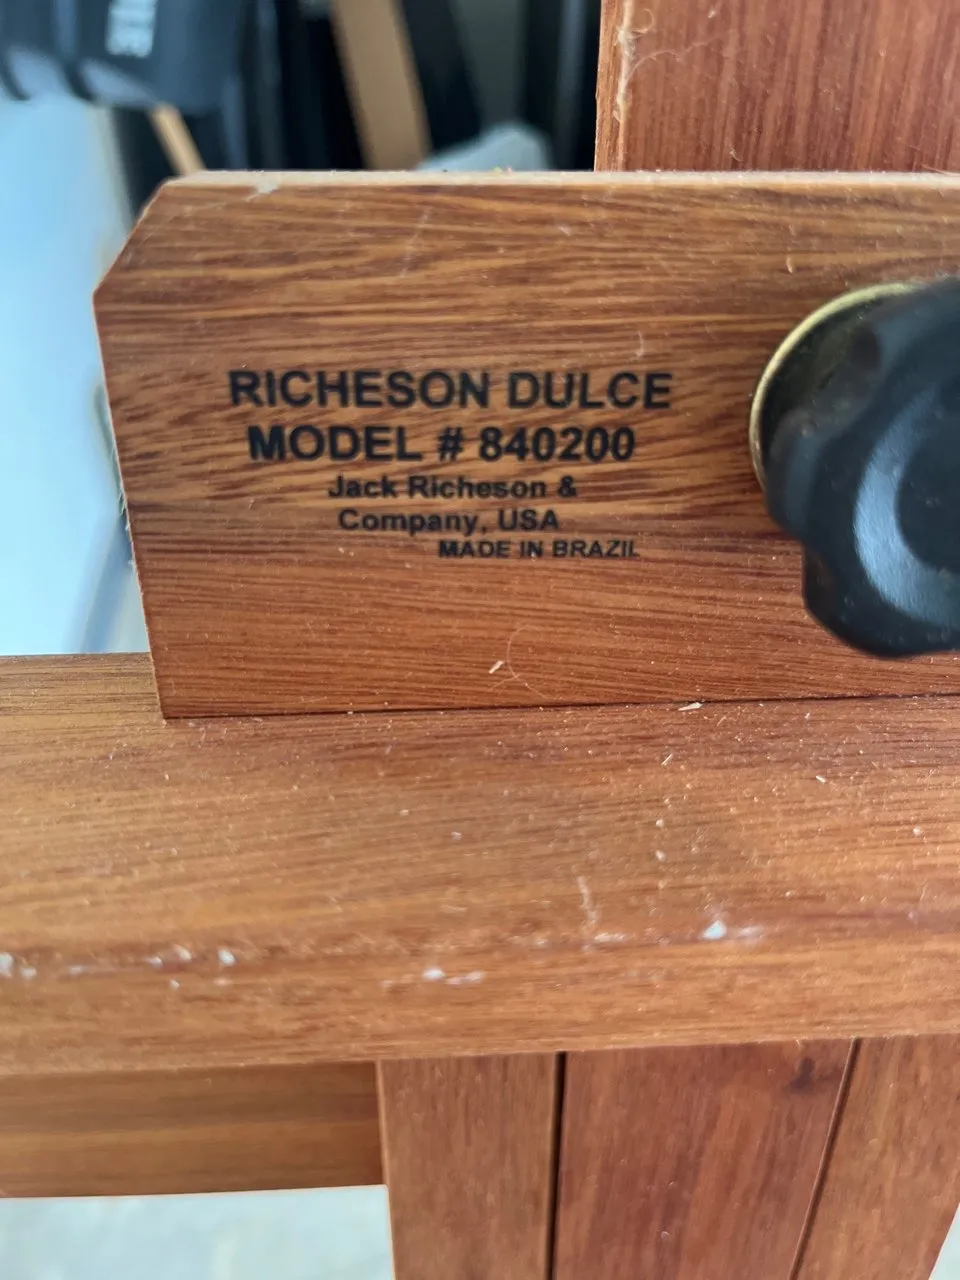 RICHESON DULCE
MODEL # 840200
Jack Richeson &
Company, USA
MADE IN BRAZIL